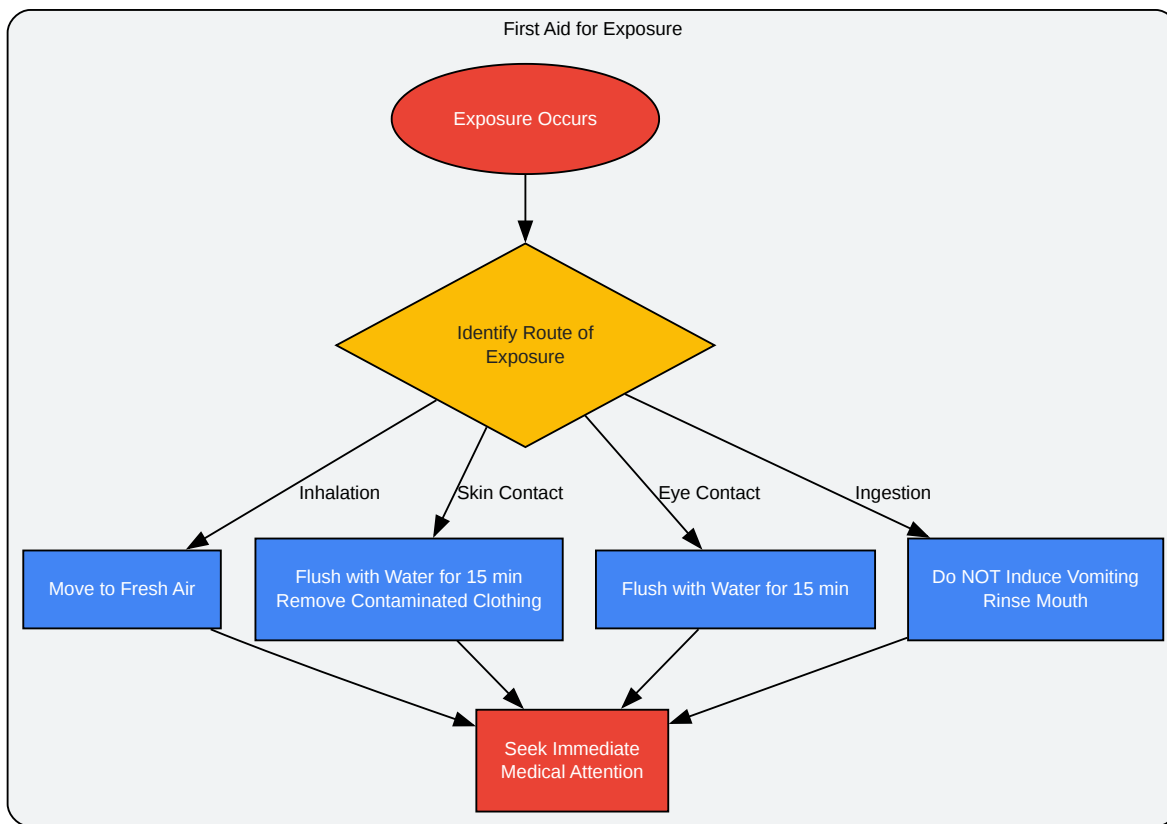 First Aid for Exposure
Exposure Occurs
Identify Route of
Exposure
Inhalation
Skin Contact
Eye Contact
Ingestion
Move to Fresh Air
Flush with Water for 15 min
Remove Contaminated Clothing
Flush with Water for 15 min
Do NOT Induce Vomiting
Rinse Mouth
Seek Immediate
Medical Attention